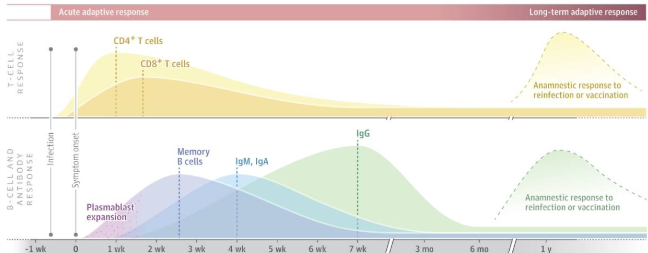 Acute adaptive response
Long-term adaptive response
T-CELL
RESPONSE
CD4+ T cells
CD8+ T cells
Anamnestic response to
reinfection or vaccination
Infection
Symptom onset
B-CELL AND
ANTIBODY
RESPONSE
Plasmablast
expansion
Memory
B cells
IgM, IgA
IgG
Anamnestic response to
reinfection or vaccination
-1 wk 0 1 wk 2 wk 3 wk 4 wk 5 wk 6 wk 7 wk 3 mo 6 mo 1 y